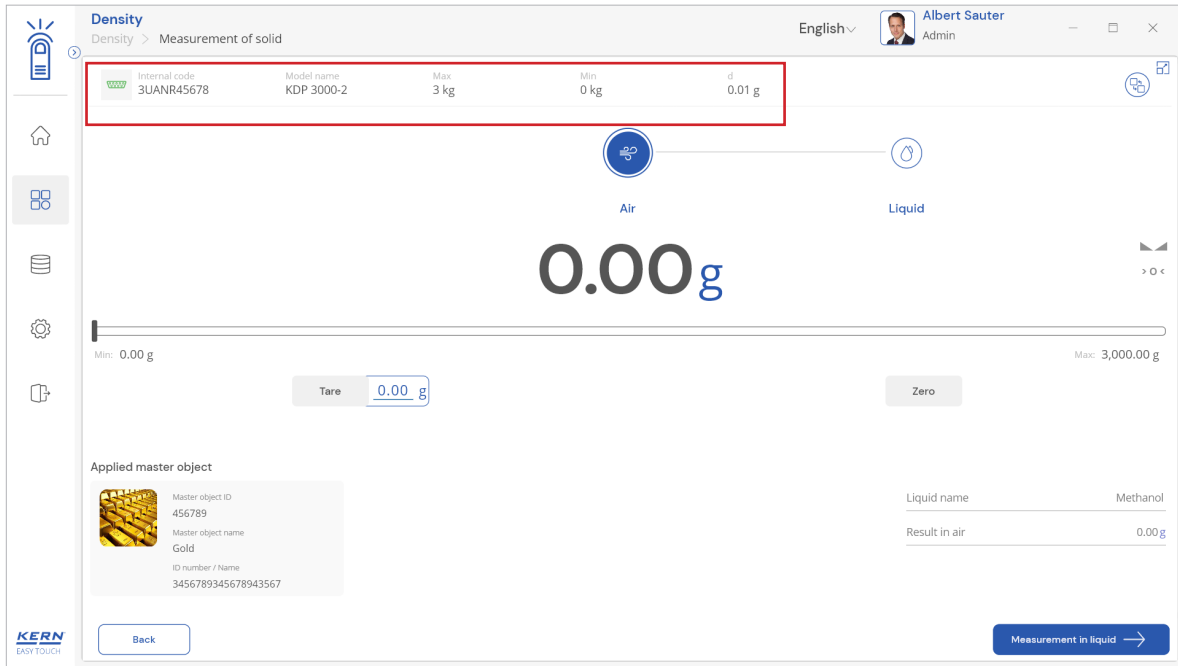 Density
Density > Measurement of solid
English
Albert Sauter
Admin
Internal code Model name Max Min d
3UANR45678 KDP 3000-2 3 kg 0 kg 0.01 g
Air Liquid
0.00 g
>0<
Min: 0.00 g Max: 3,000.00 g
Tare 0.00 g Zero
Applied master object
Master object ID
456789
Master object name
Gold
ID number / Name
3456789345678943567
Liquid name Methanol
Result in air 0.00 g
KERN
EASY TOUCH
Back
Measurement in liquid